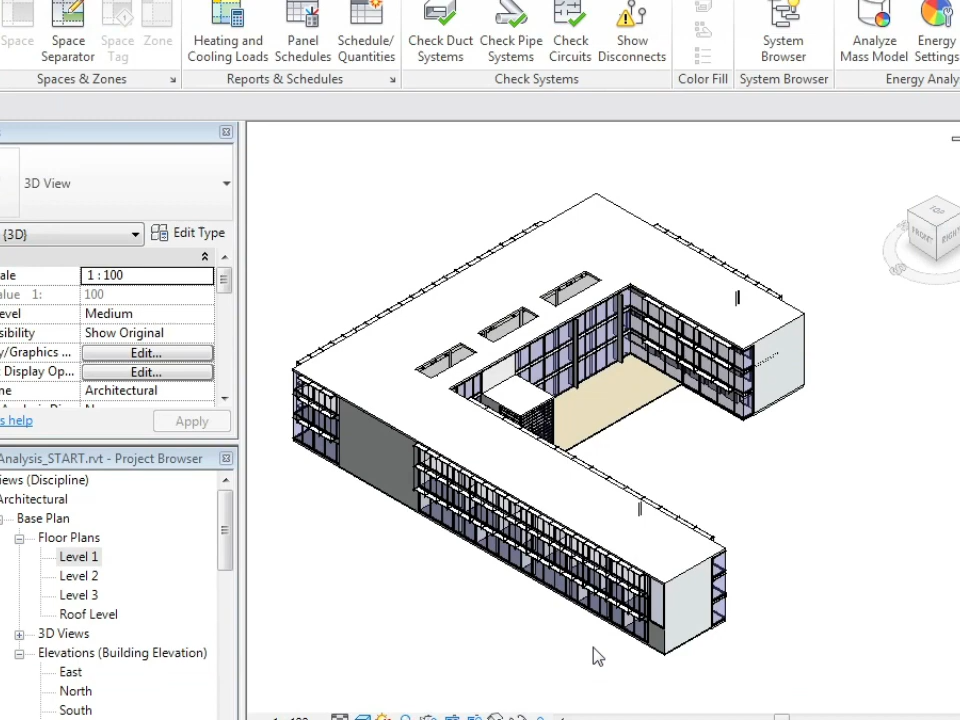 Space
Space
Separator
Space
Tag
Zone
Heating and
Cooling Loads
Panel
Schedules
Schedule/
Quantities
Check Duct
Systems
Check Pipe
Systems
Check
Circuits
Show
Disconnects
System
Browser
Analyze
Mass Model
Energy
Settings
Spaces & Zones
Reports & Schedules
Check Systems
Color Fill
System Browser
Energy Analy
3D View
{3D}
Edit Type
ale
1 : 100
alue 1:
100
evel
Medium
sibility
Show Original
y/Graphics ...
Edit...
t Display Op...
Edit...
ne
Architectural
s help
Apply
Analysis_START.rvt - Project Browser
iews (Discipline)
Architectural
Base Plan
Floor Plans
Level 1
Level 2
Level 3
Roof Level
3D Views
Elevations (Building Elevation)
East
North
South
TOP
FRONT
RIGHT